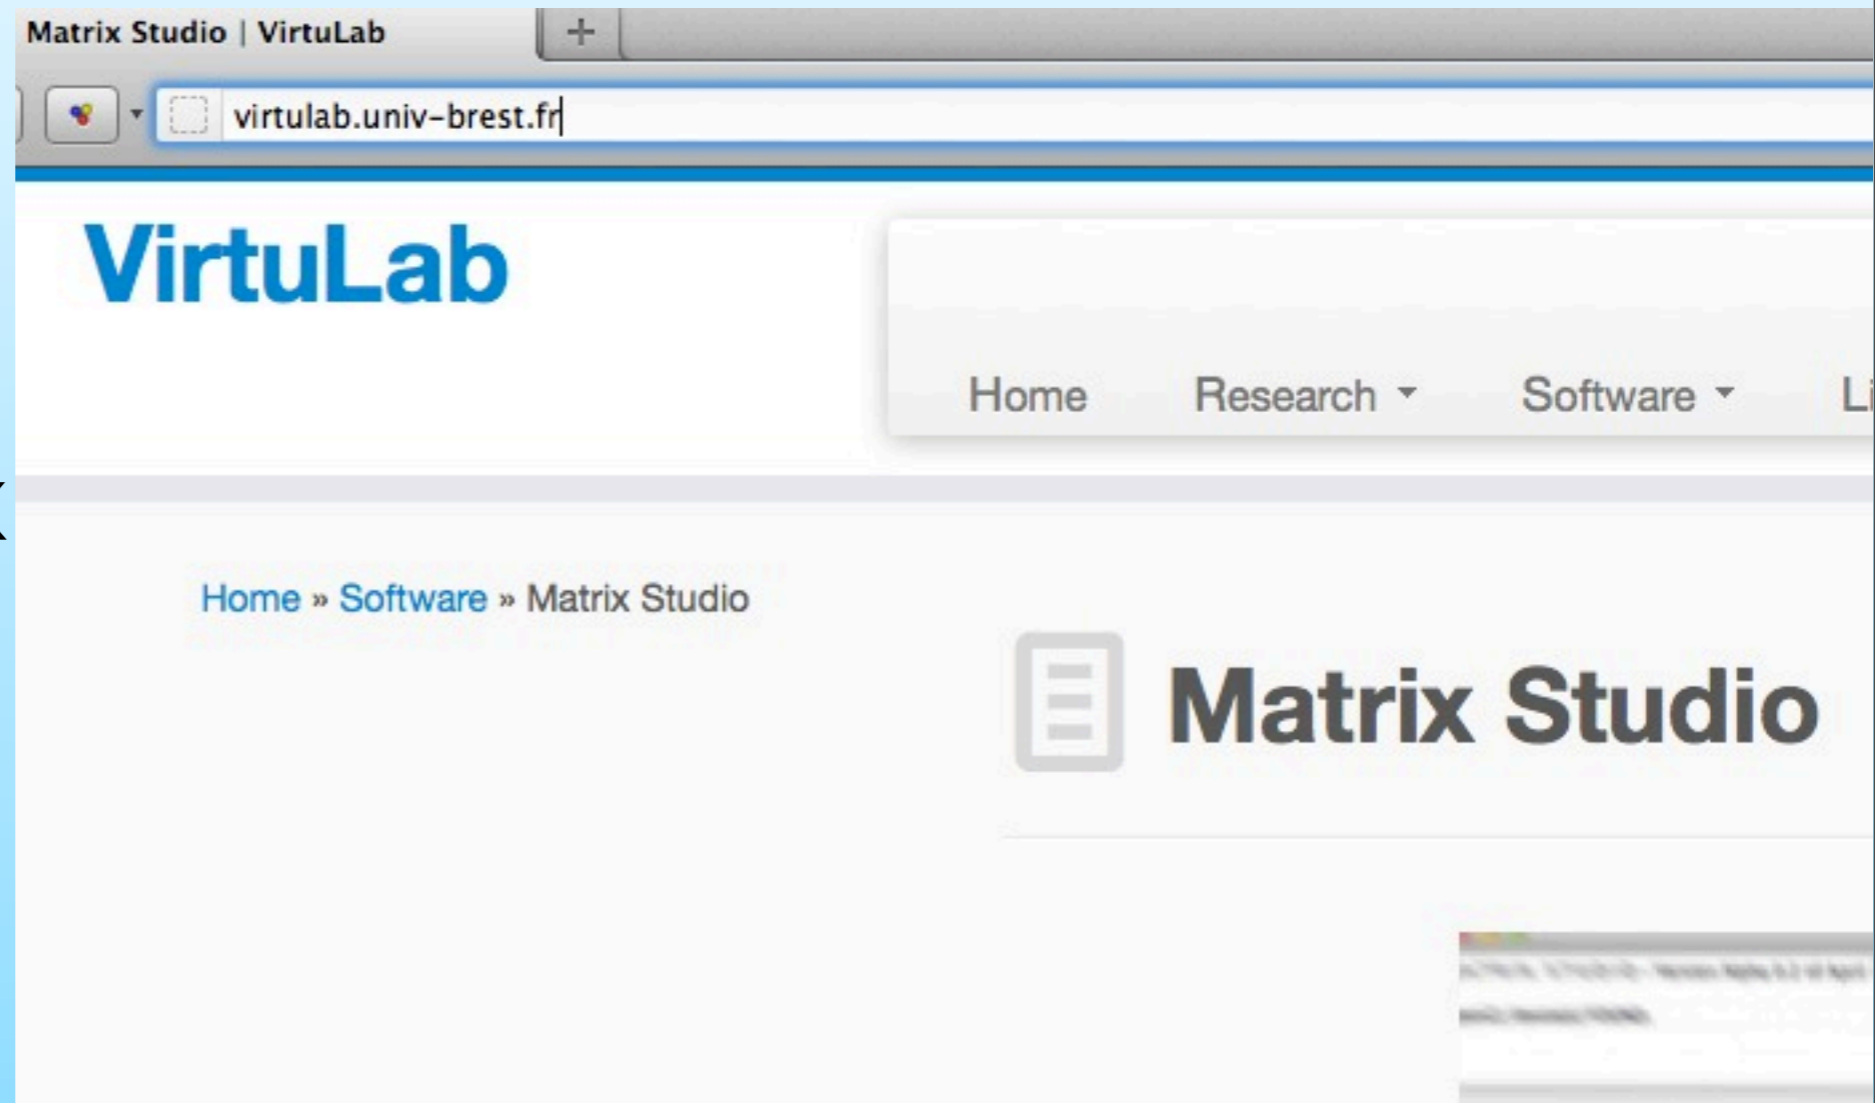 Matrix Studio | VirtuLab
virtulab.univ-brest.fr
VirtuLab
Home Research Software
Home » Software » Matrix Studio
Matrix Studio